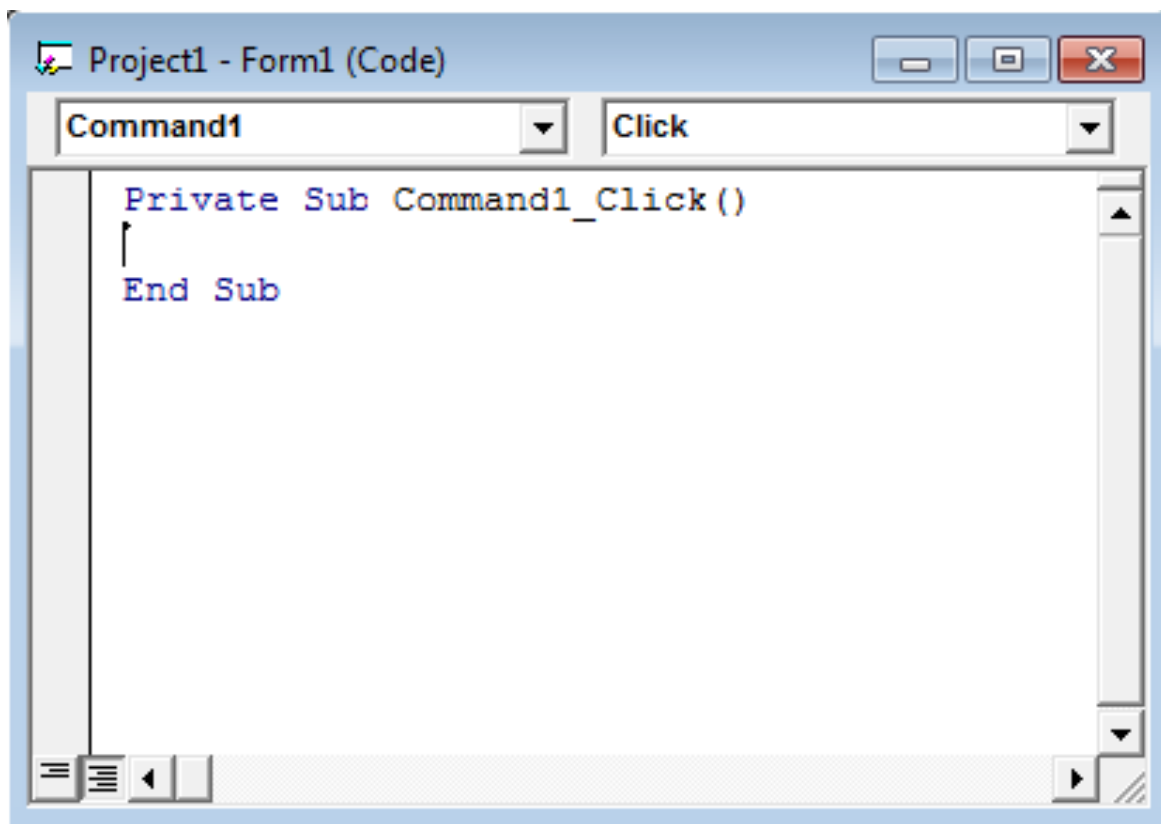 Project1 - Form1 (Code)
Command1 Click
Private Sub Command1_Click()
End Sub